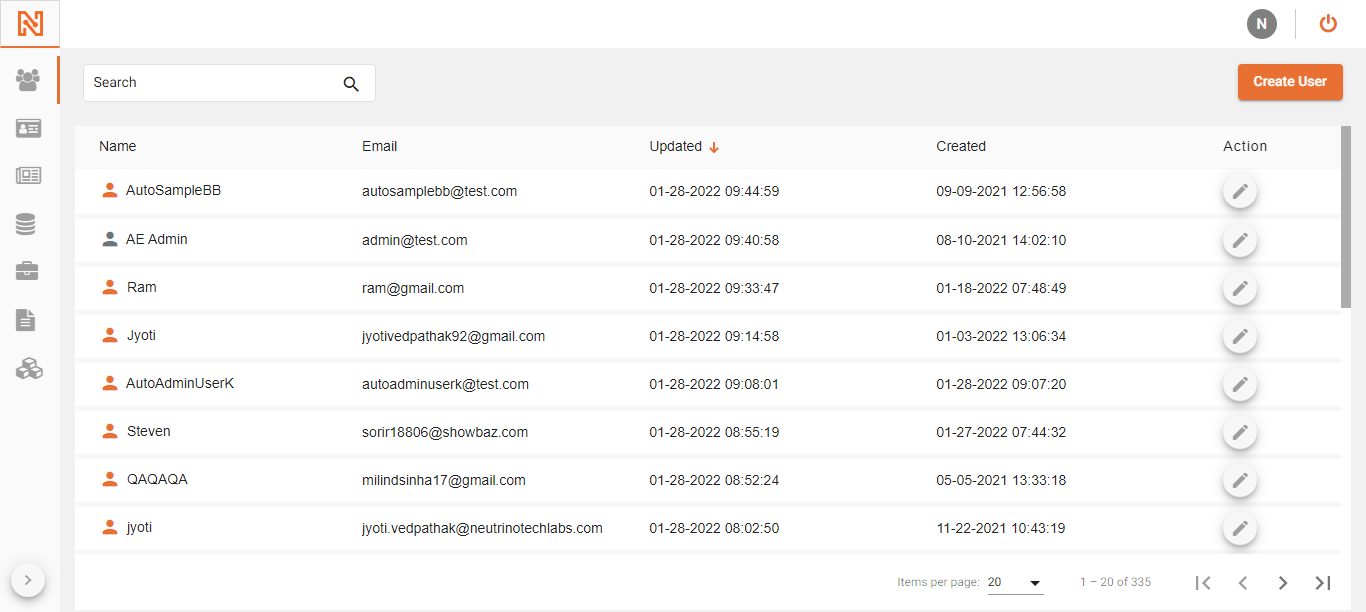 N
Search
Create User
Name Email Updated Created Action
AutoSampleBB autosamplebb@test.com 01-28-2022 09:44:59 09-09-2021 12:56:58
AE Admin admin@test.com 01-28-2022 09:40:58 08-10-2021 14:02:10
Ram ram@gmail.com 01-28-2022 09:33:47 01-18-2022 07:48:49
Jyoti jyotivedpathak92@gmail.com 01-28-2022 09:14:58 01-03-2022 13:06:34
AutoAdminUserK autoadminuserk@test.com 01-28-2022 09:08:01 01-28-2022 09:07:20
Steven sorir18806@showbaz.com 01-28-2022 08:55:19 01-27-2022 07:44:32
QAQAQA milindsinha17@gmail.com 01-28-2022 08:52:24 05-05-2021 13:33:18
jyoti jyoti.vedpathak@neutrinotechlabs.com 01-28-2022 08:02:50 11-22-2021 10:43:19
Items per page: 20 1 – 20 of 335